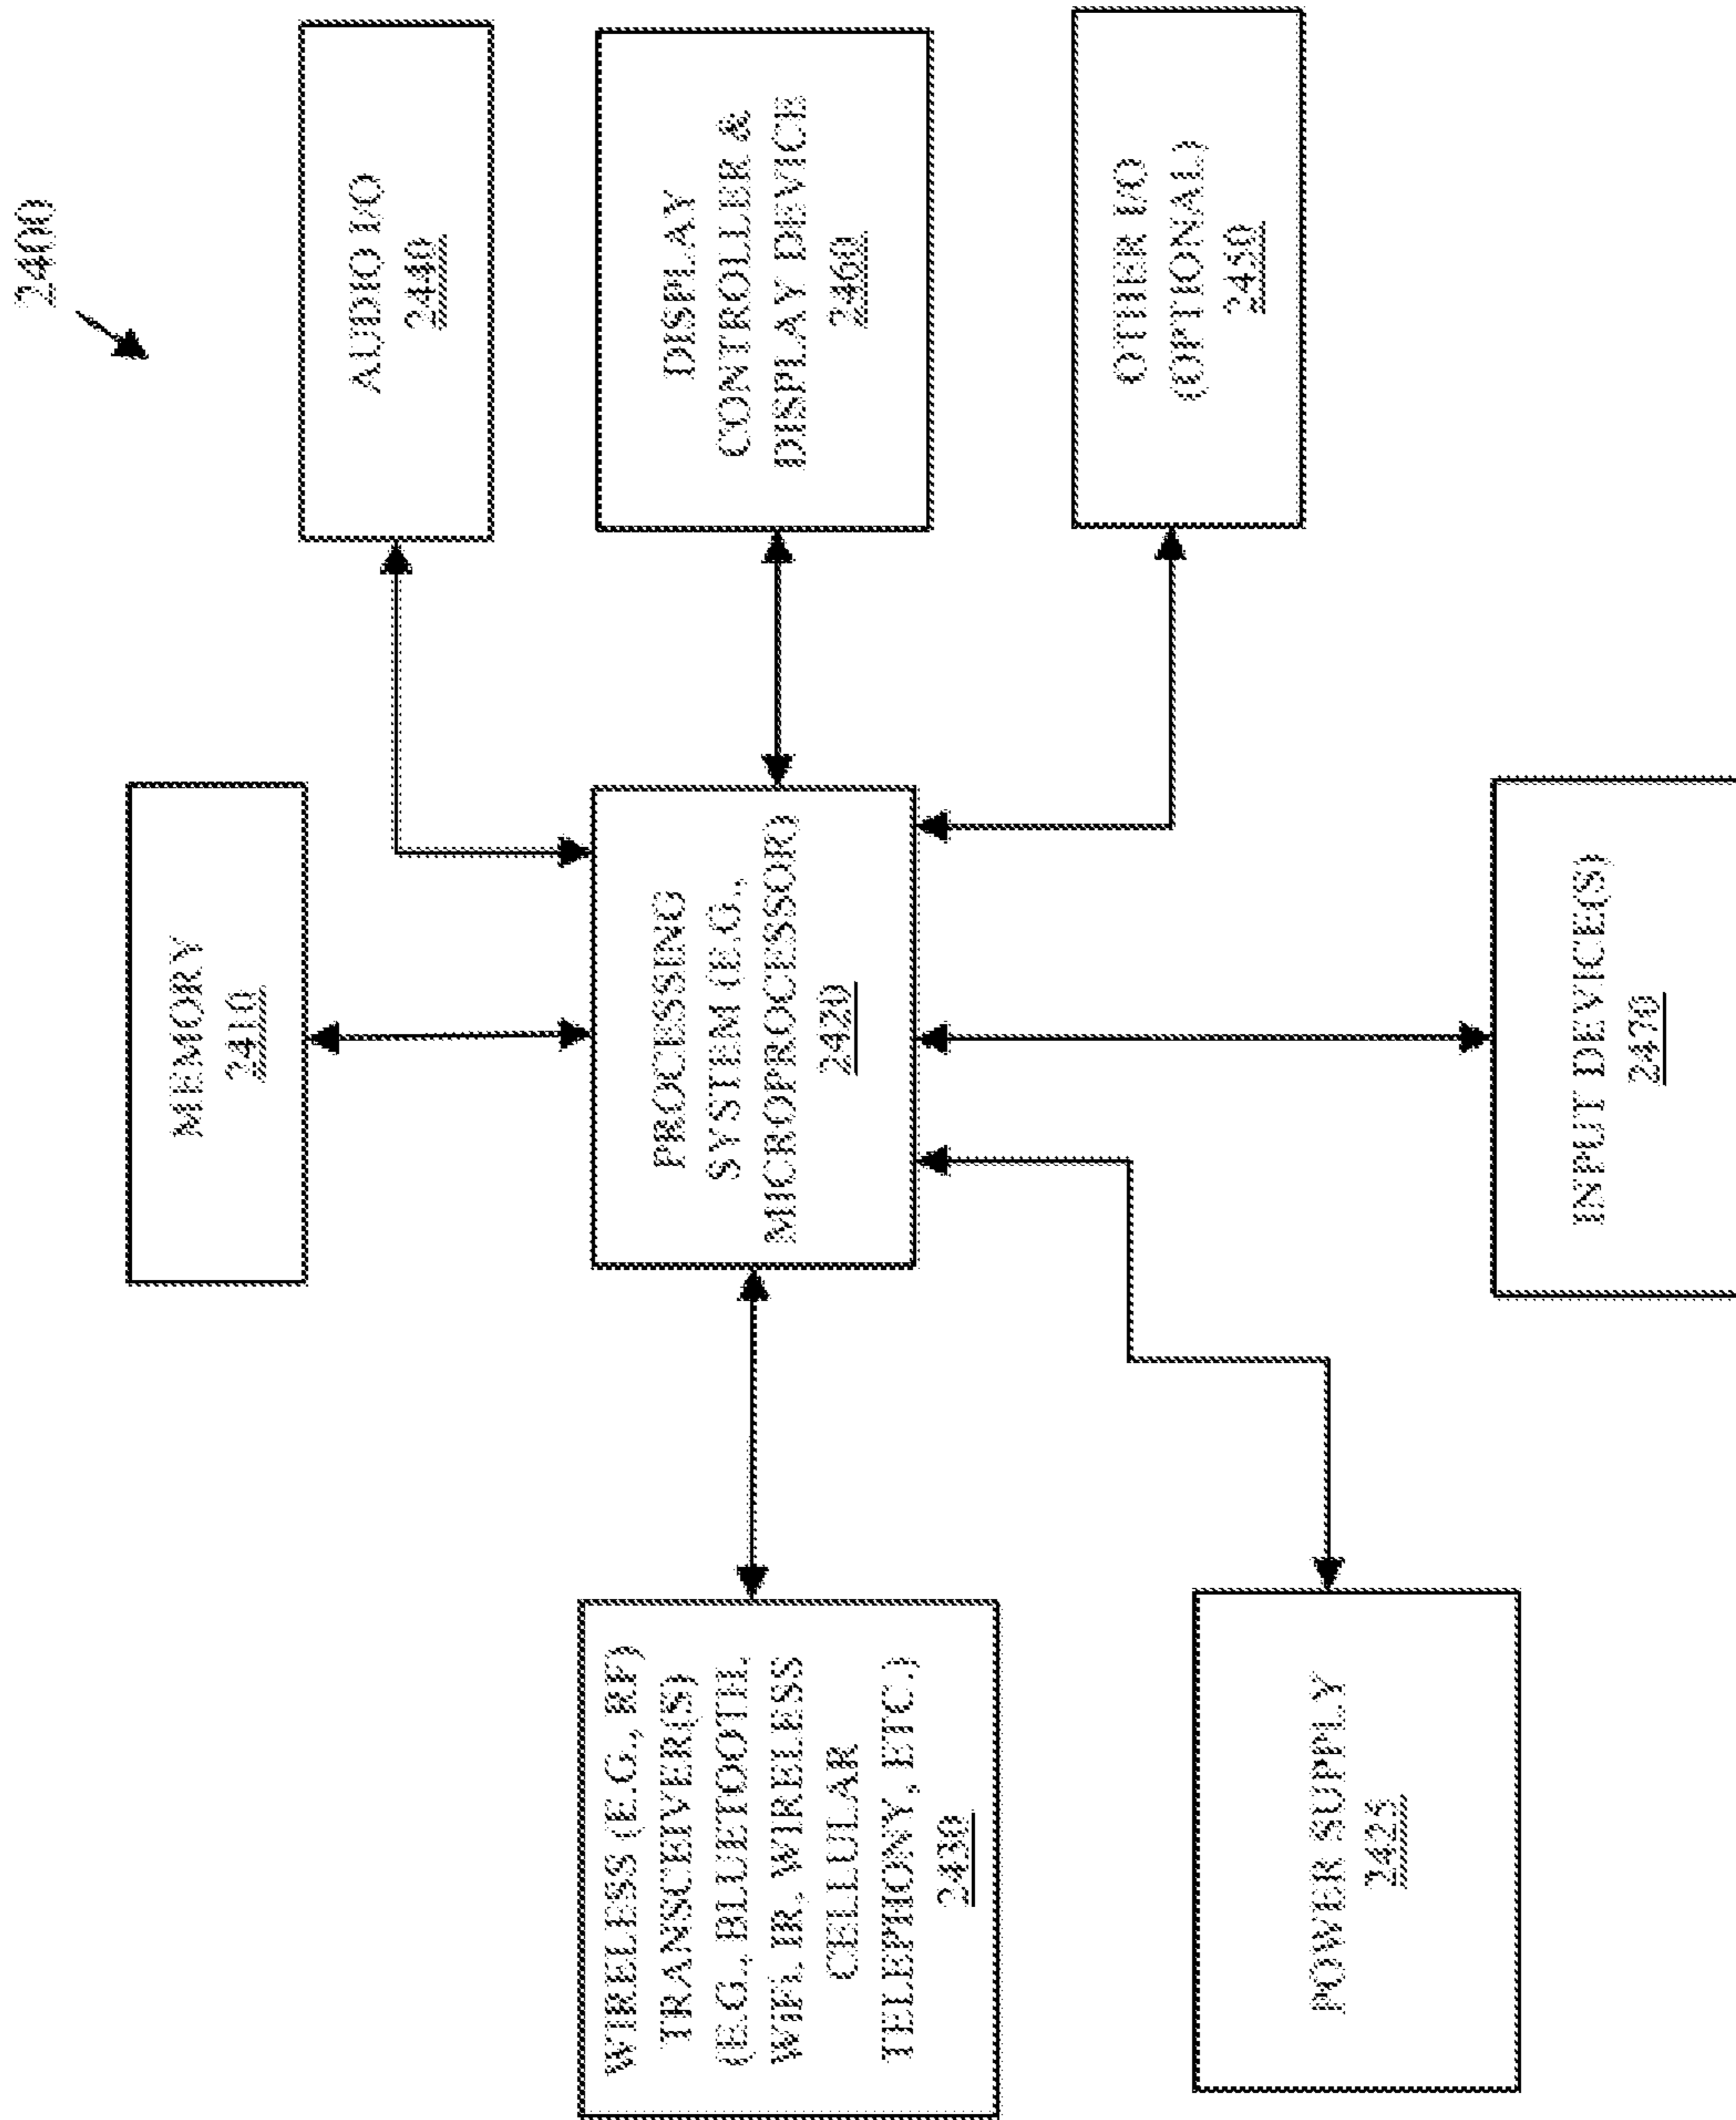 2400
MEMORY
2410
AUDIO I/O
2440
WIRELESS (E.G., RF)
TRANSCEIVER(S)
(E.G., BLUETOOTH,
WIFI, IR, WIRELESS
CELLULAR
TELEPHONY, ETC.)
2430
PROCESSING
SYSTEM (E.G.,
MICROPROCESSOR)
2420
DISPLAY
CONTROLLER &
DISPLAY DEVICE
2460
POWER SUPPLY
2425
OTHER I/O
(OPTIONAL)
2450
INPUT DEVICE(S)
2470